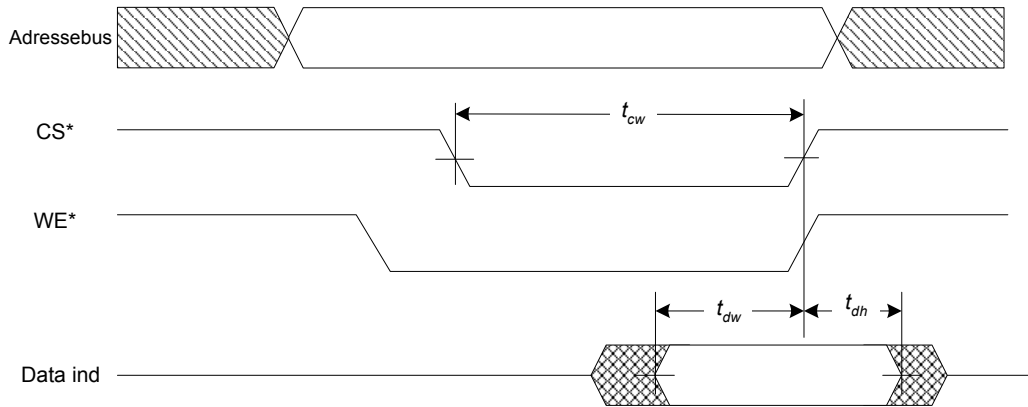 Adressebus
t_cw
CS*
WE*
t_dw
t_dh
Data ind